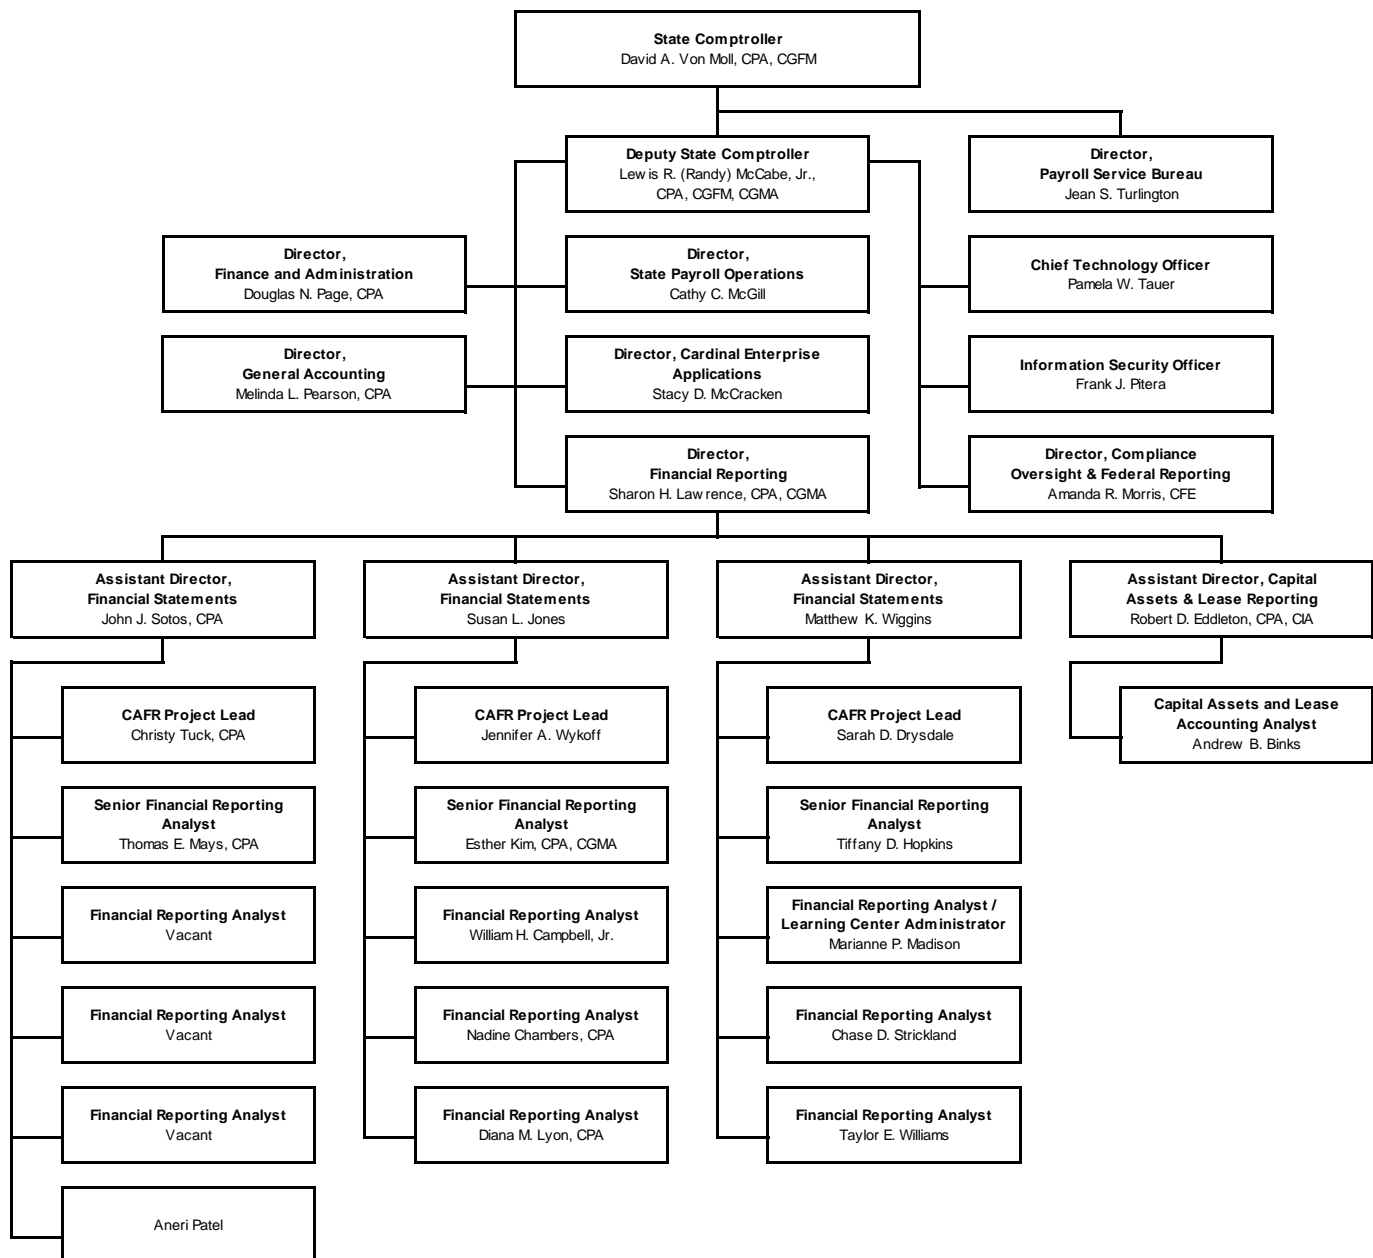 State Comptroller
David A. Von Moll, CPA, CGFM
Deputy State Comptroller
Lewis R. (Randy) McCabe, Jr.,
CPA, CGFM, CGMA
Director,
Payroll Service Bureau
Jean S. Turlington
Director,
Finance and Administration
Douglas N. Page, CPA
Director,
State Payroll Operations
Cathy C. McGill
Chief Technology Officer
Pamela W. Tauer
Director,
General Accounting
Melinda L. Pearson, CPA
Director, Cardinal Enterprise
Applications
Stacy D. McCracken
Information Security Officer
Frank J. Pitera
Director,
Financial Reporting
Sharon H. Lawrence, CPA, CGMA
Director, Compliance
Oversight & Federal Reporting
Amanda R. Morris, CFE
Assistant Director,
Financial Statements
John J. Sotos, CPA
Assistant Director,
Financial Statements
Susan L. Jones
Assistant Director,
Financial Statements
Matthew K. Wiggins
Assistant Director, Capital
Assets & Lease Reporting
Robert D. Eddleton, CPA, CIA
CAFR Project Lead
Christy Tuck, CPA
CAFR Project Lead
Jennifer A. Wykoff
CAFR Project Lead
Sarah D. Drysdale
Capital Assets and Lease
Accounting Analyst
Andrew B. Binks
Senior Financial Reporting
Analyst
Thomas E. Mays, CPA
Senior Financial Reporting
Analyst
Esther Kim, CPA, CGMA
Senior Financial Reporting
Analyst
Tiffany D. Hopkins
Financial Reporting Analyst
Vacant
Financial Reporting Analyst
William H. Campbell, Jr.
Financial Reporting Analyst /
Learning Center Administrator
Marianne P. Madison
Financial Reporting Analyst
Vacant
Financial Reporting Analyst
Nadine Chambers, CPA
Financial Reporting Analyst
Chase D. Strickland
Financial Reporting Analyst
Vacant
Financial Reporting Analyst
Diana M. Lyon, CPA
Financial Reporting Analyst
Taylor E. Williams
Aneri Patel